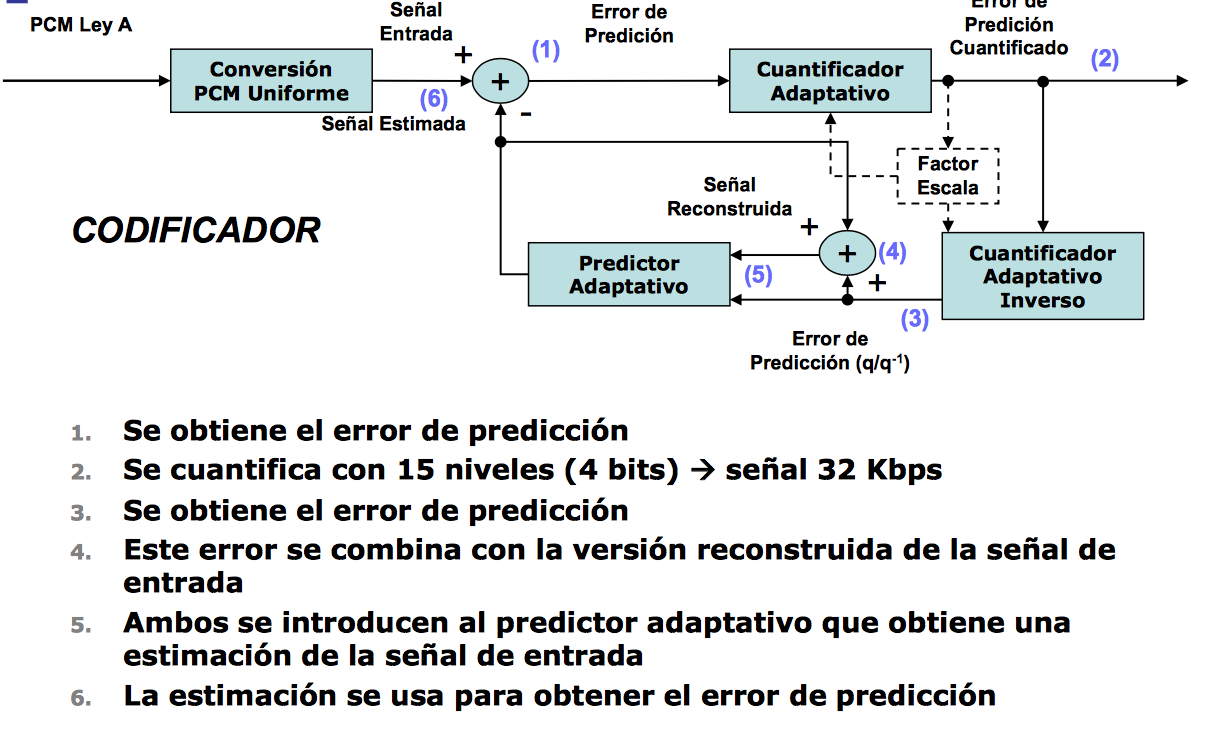 PCM Ley A
Señal
Entrada
Error de
Predición
Error de
Predición
Cuantificado
+
(1)
(2)
Conversión
PCM Uniforme
+
Cuantificador
Adaptativo
(6)
-
Señal Estimada
Factor
Escala
Señal
Reconstruida
CODIFICADOR
+
+
(4)
Predictor
Adaptativo
(5)
+
Cuantificador
Adaptativo
Inverso
(3)
Error de
Predicción (q/q⁻¹)
1. Se obtiene el error de predicción
2. Se cuantifica con 15 niveles (4 bits) → señal 32 Kbps
3. Se obtiene el error de predicción
4. Este error se combina con la versión reconstruida de la señal de
entrada
5. Ambos se introducen al predictor adaptativo que obtiene una
estimación de la señal de entrada
6. La estimación se usa para obtener el error de predicción